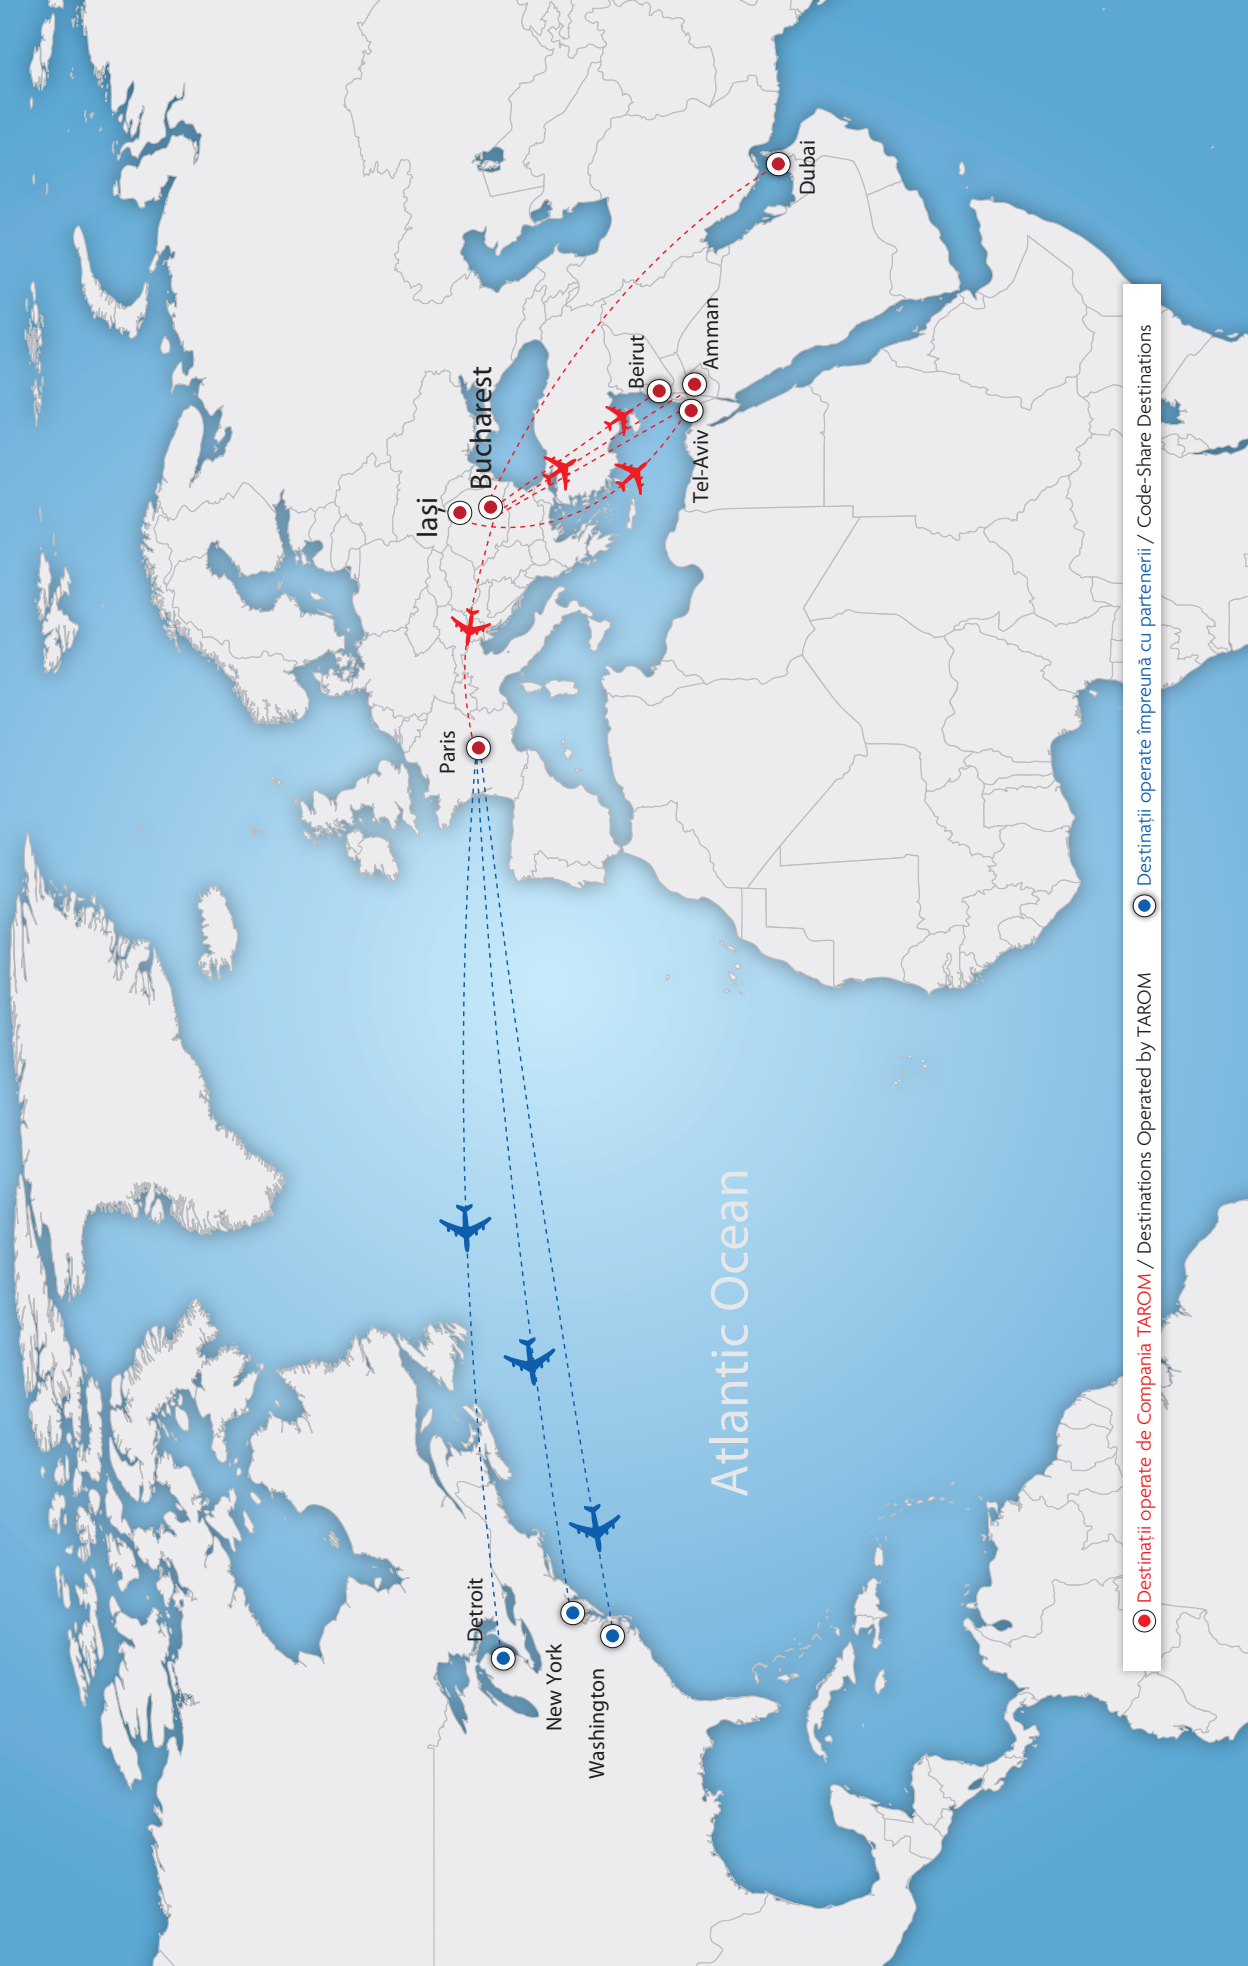 Iași
Bucharest
Paris
Detroit
New York
Washington
Beirut
Amman
Tel-Aviv
Dubai
Atlantic Ocean
Destinații operate de Compania TAROM / Destinations Operated by TAROM
Destinații operate împreună cu partenerii / Code-Share Destinations